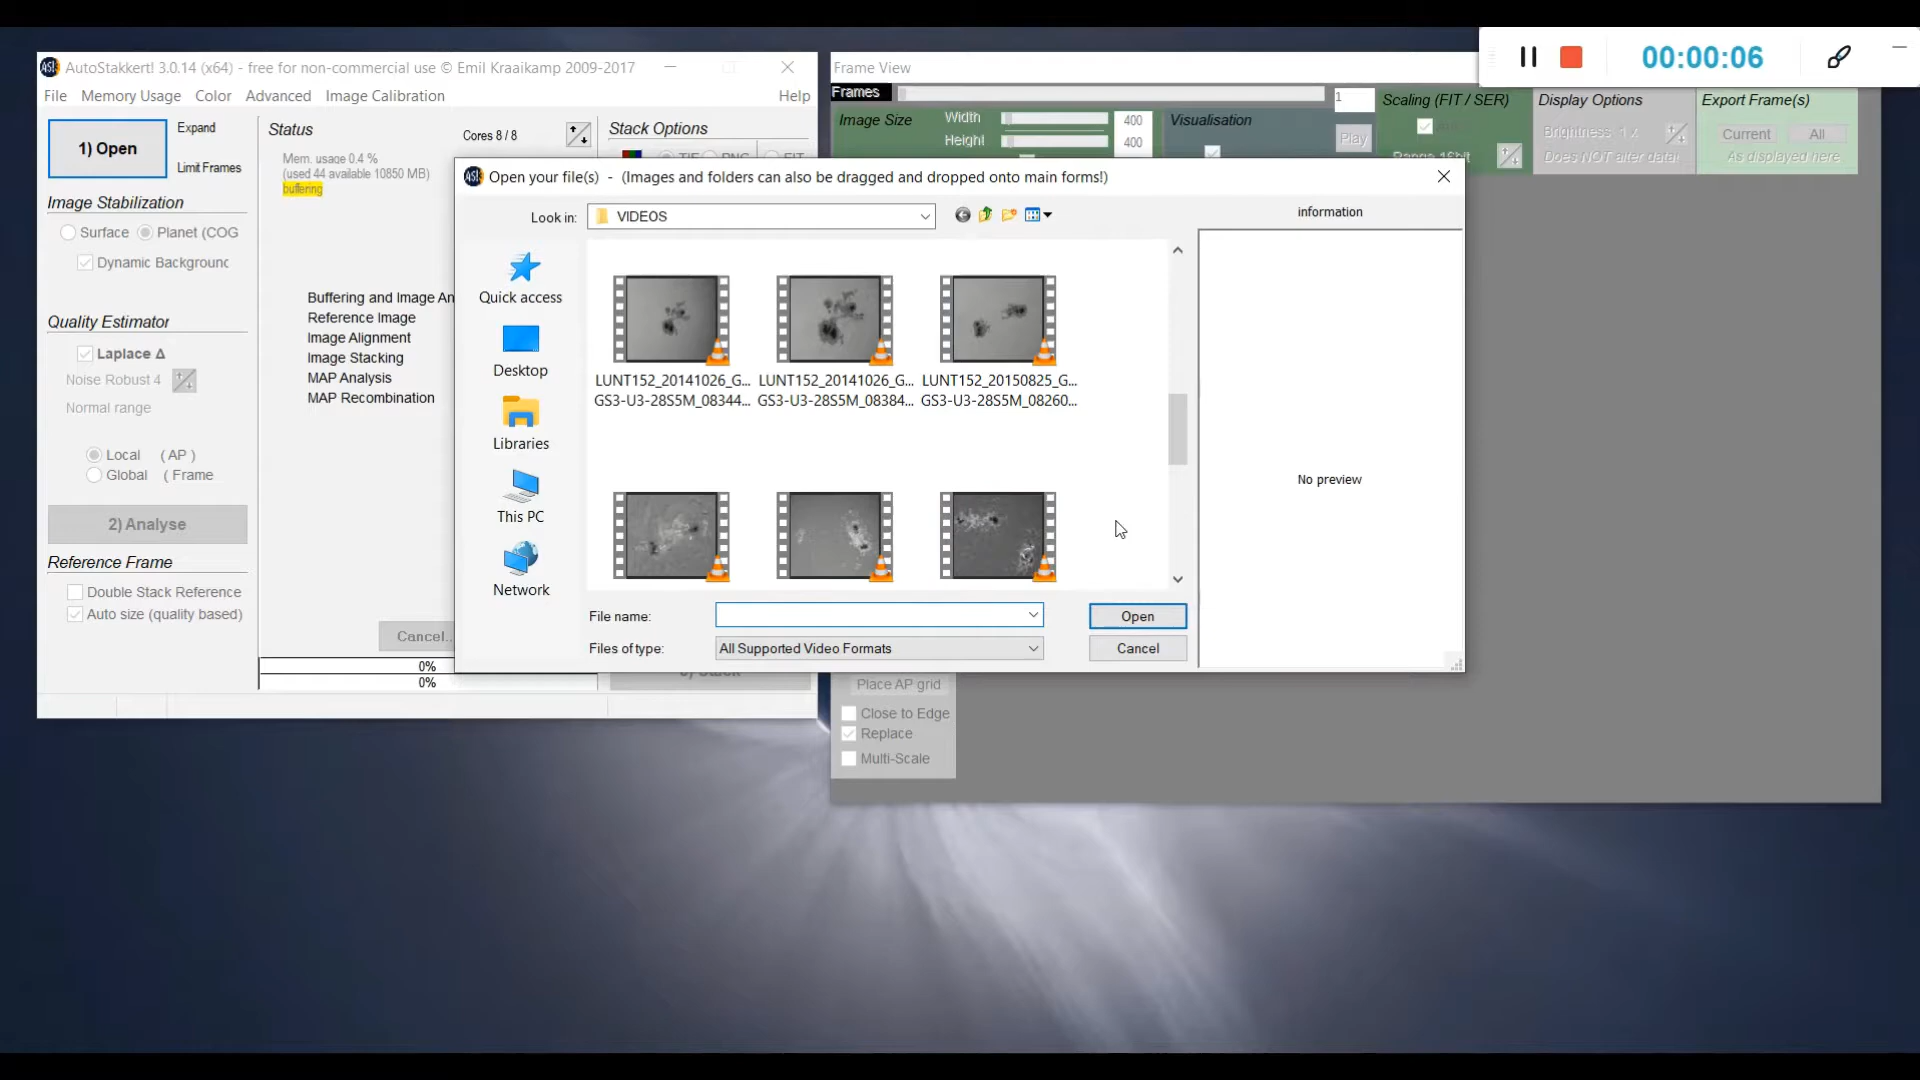 AutoStakkert! 3.0.14 (x64) - free for non-commercial use © Emil Kraaikamp 2009-2017
File Memory Usage Color Advanced Image Calibration Help
1) Open
Expand
Limit Frames
Image Stabilization
Surface Planet (COG
Dynamic Background
Quality Estimator
Laplace Δ
Noise Robust 4
Normal range
Local ( AP )
Global ( Frame
2) Analyse
Reference Frame
Double Stack Reference
Auto size (quality based)
Status
Cores 8 / 8
Mem. usage 0.4 %
(used 44 available 10850 MB)
buffering
Buffering and Image An
Reference Image
Image Alignment
Image Stacking
MAP Analysis
MAP Recombination
Cancel..
0%
0%
Stack Options
Frame View
Frames
1
Image Size
Width 400
Height 400
Visualisation
Play
Scaling (FIT / SER)
Range 16bit
Display Options
Brightness 1 x
Does NOT alter data!
Export Frame(s)
Current All
As displayed here
00:00:06
Open your file(s) - (Images and folders can also be dragged and dropped onto main forms!)
Look in: VIDEOS
Quick access
Desktop
Libraries
This PC
Network
LUNT152_20141026_G... LUNT152_20141026_G... LUNT152_20150825_G...
GS3-U3-28S5M_08344... GS3-U3-28S5M_08384... GS3-U3-28S5M_08260...
File name:
Open
Files of type: All Supported Video Formats
Cancel
information
No preview
Place AP grid
Close to Edge
Replace
Multi-Scale